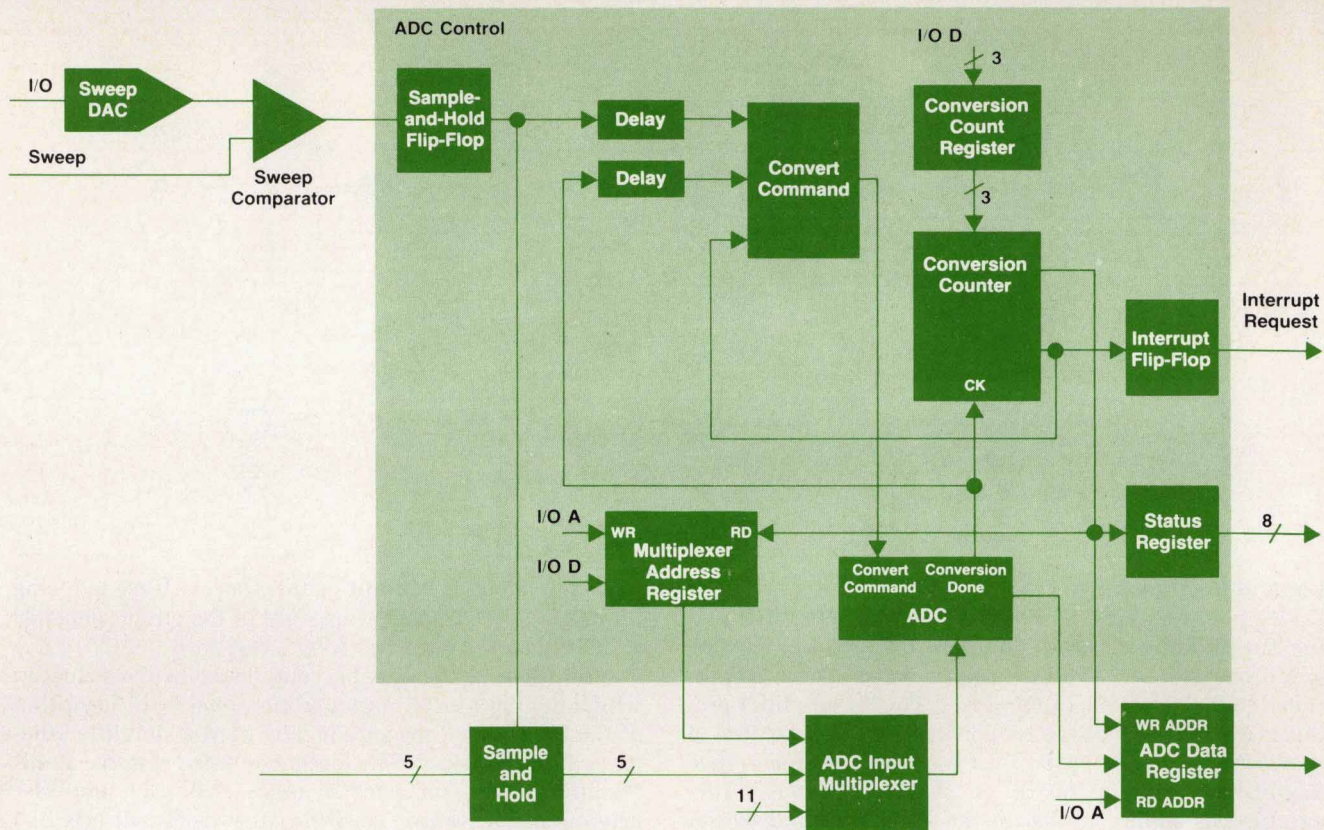 ADC Control
I/O D
3
I/O
Sweep
DAC
Sample-
and-Hold
Flip-Flop
Delay
Conversion
Count
Register
Sweep
Sweep
Comparator
Delay
Convert
Command
3
Conversion
Counter
CK
Interrupt
Request
Interrupt
Flip-Flop
I/O A
WR
RD
Multiplexer
Address
Register
I/O D
Status
Register
8
Convert
Command
Conversion
Done
ADC
5
Sample
and
Hold
5
11
ADC Input
Multiplexer
WR ADDR
ADC Data
Register
RD ADDR
I/O A